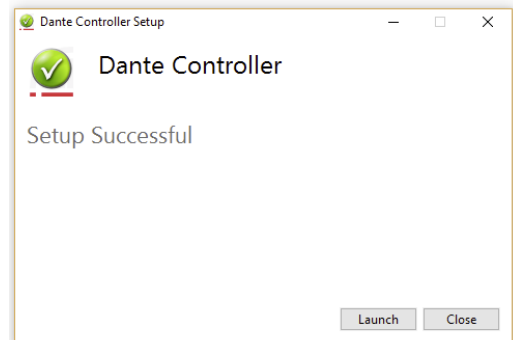 Dante Controller Setup
Dante Controller
Setup Successful
Launch Close